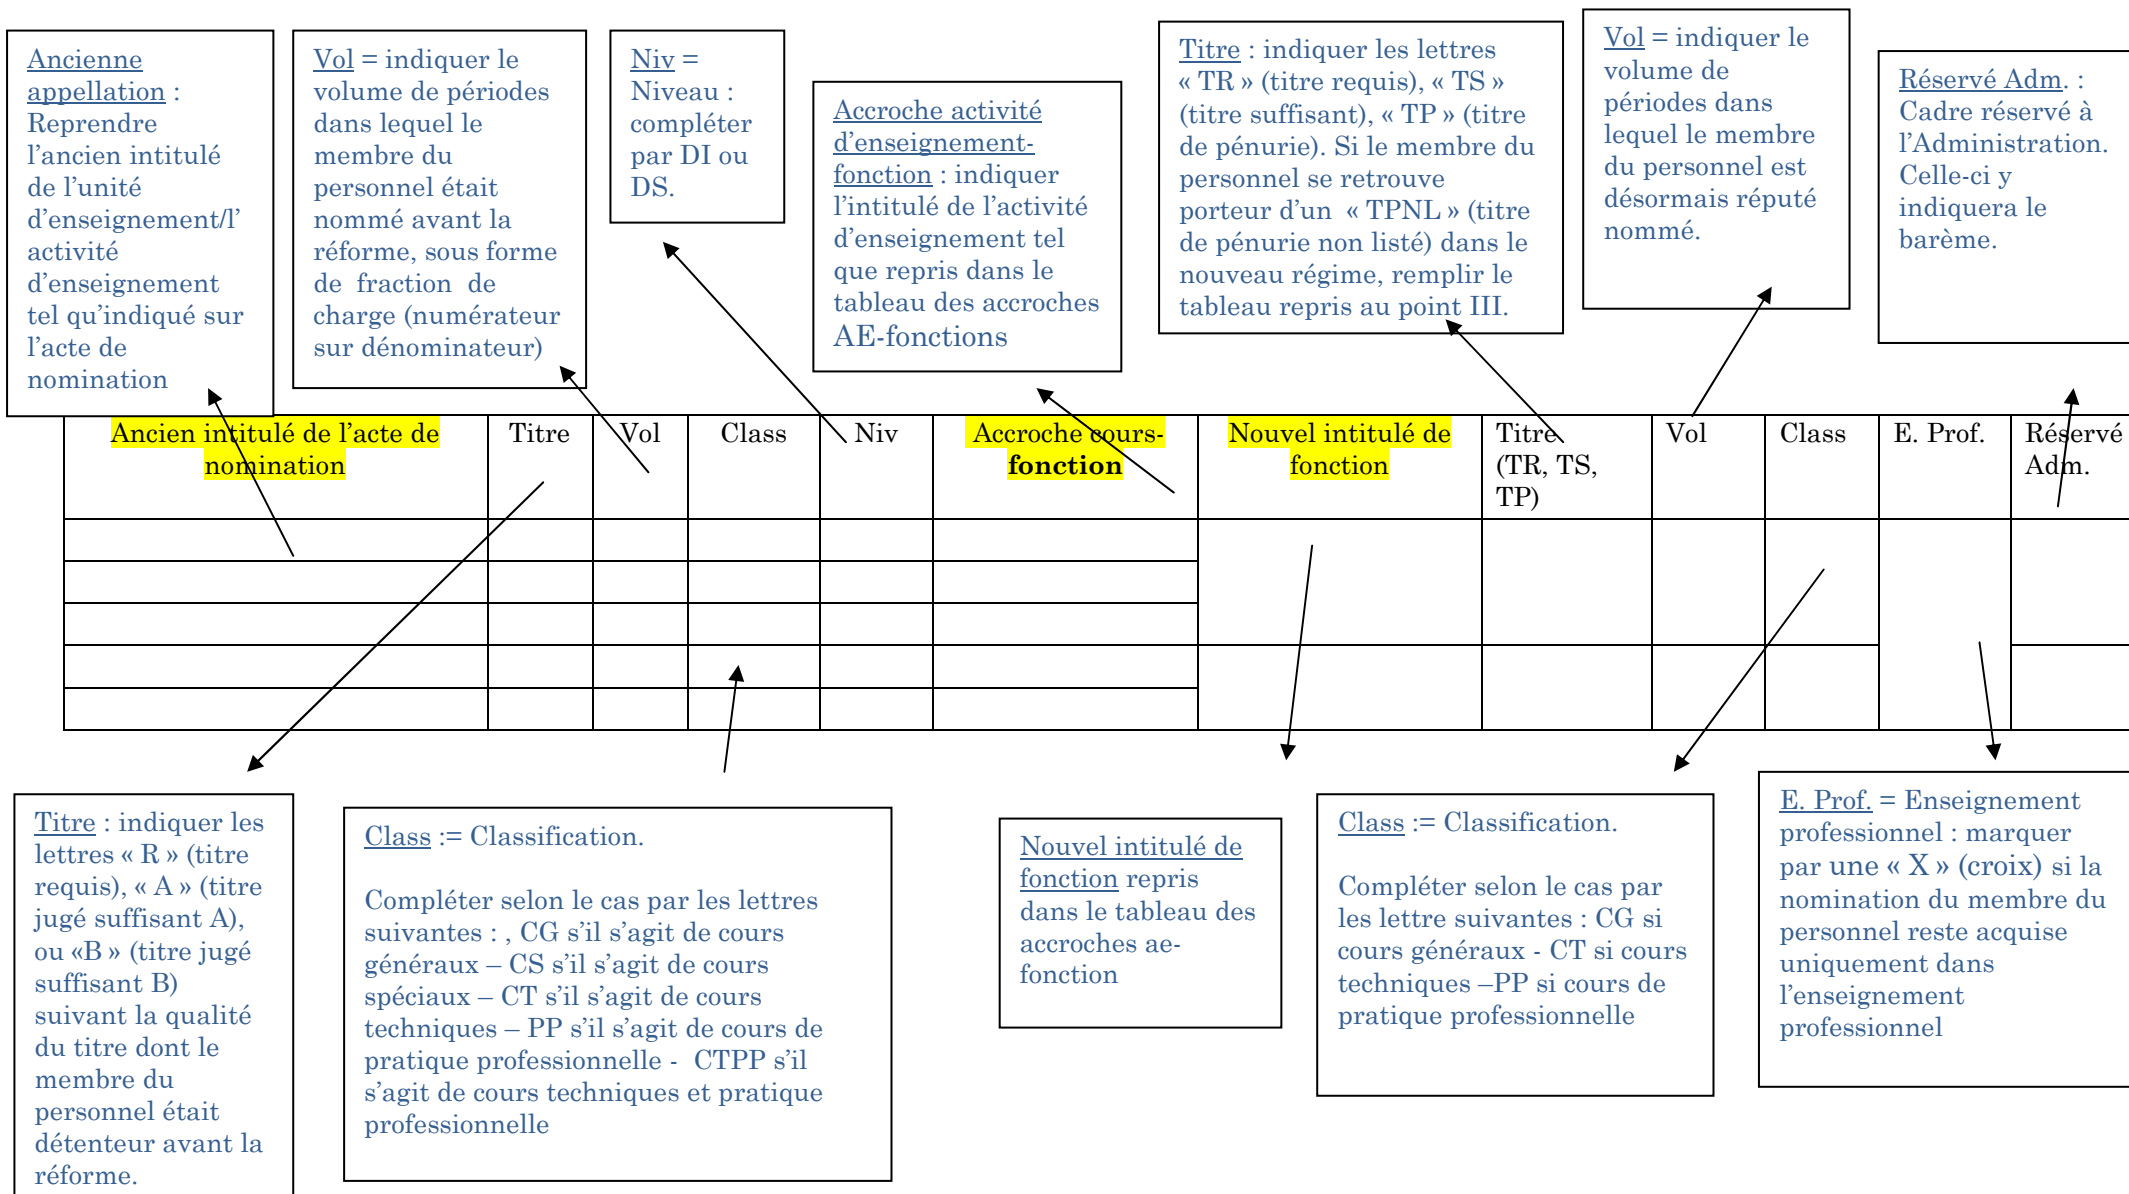 Ancienne
appellation :
Reprendre
l’ancien intitulé
de l’unité
d’enseignement/l’
activité
d’enseignement
tel qu’indiqué sur
l’acte de
nomination
Vol = indiquer le
volume de périodes
dans lequel le
membre du
personnel était
nommé avant la
réforme, sous forme
de fraction de
charge (numérateur
sur dénominateur)
Niv =
Niveau :
compléter
par DI ou
DS.
Accroche activité
d’enseignement-
fonction : indiquer
l’intitulé de l’activité
d’enseignement tel
que repris dans le
tableau des accroches
AE-fonctions
Titre : indiquer les lettres
« TR » (titre requis), « TS »
(titre suffisant), « TP » (titre
de pénurie). Si le membre du
personnel se retrouve
porteur d’un « TPNL » (titre
de pénurie non listé) dans le
nouveau régime, remplir le
tableau repris au point III.
Vol = indiquer le
volume de
périodes dans
lequel le membre
du personnel est
désormais réputé
nommé.
Réservé Adm. :
Cadre réservé à
l’Administration.
Celle-ci y
indiquera le
barème.
Ancien intitulé de l’acte de
nomination
Titre
Vol
Class
Niv
Accroche cours-
fonction
Nouvel intitulé de
fonction
Titre
(TR, TS,
TP)
Vol
Class
E. Prof.
Réservé
Adm.
Titre : indiquer les
lettres « R » (titre
requis), « A » (titre
jugé suffisant A),
ou «B » (titre jugé
suffisant B)
suivant la qualité
du titre dont le
membre du
personnel était
détenteur avant la
réforme.
Class := Classification.
Compléter selon le cas par les lettres
suivantes : , CG s’il s’agit de cours
généraux – CS s’il s’agit de cours
spéciaux – CT s’il s’agit de cours
techniques – PP s’il s’agit de cours de
pratique professionnelle - CTPP s’il
s’agit de cours techniques et pratique
professionnelle
Nouvel intitulé de
fonction repris
dans le tableau des
accroches ae-
fonction
Class := Classification.
Compléter selon le cas par
les lettre suivantes : CG si
cours généraux - CT si cours
techniques –PP si cours de
pratique professionnelle
E. Prof. = Enseignement
professionnel : marquer
par une « X » (croix) si la
nomination du membre du
personnel reste acquise
uniquement dans
l’enseignement
professionnel